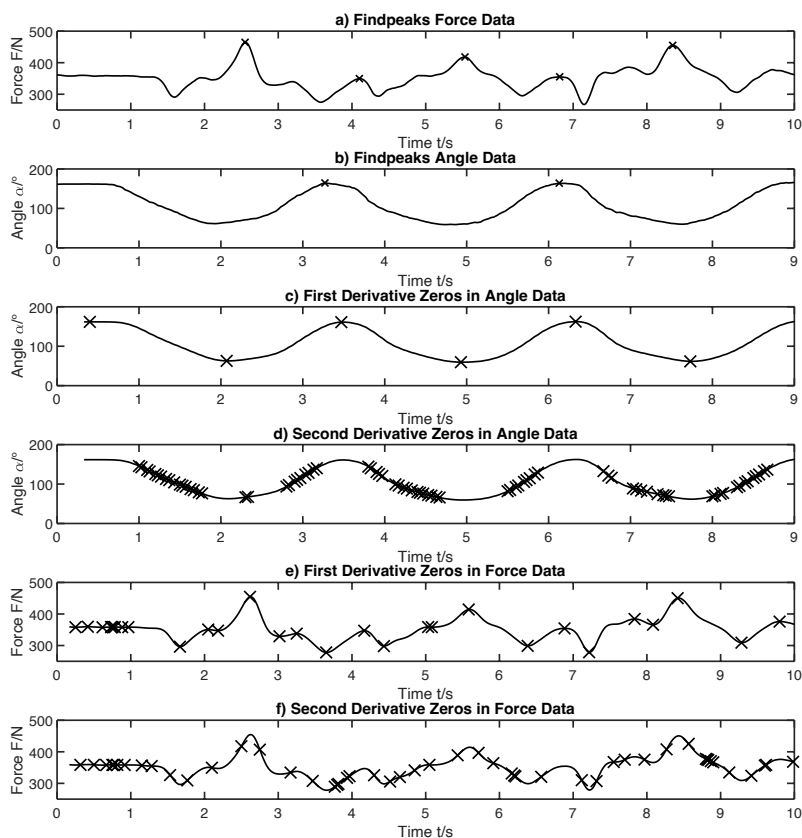 a) Findpeaks Force Data
500
400
300
Force F/N
0 1 2 3 4 5 6 7 8 9 10
Time t/s
b) Findpeaks Angle Data
200
100
0
Angle α/°
0 1 2 3 4 5 6 7 8 9
Time t/s
c) First Derivative Zeros in Angle Data
200
100
0
Angle α/°
0 1 2 3 4 5 6 7 8 9
Time t/s
d) Second Derivative Zeros in Angle Data
200
100
0
Angle α/°
0 1 2 3 4 5 6 7 8 9
Time t/s
e) First Derivative Zeros in Force Data
500
400
300
Force F/N
0 1 2 3 4 5 6 7 8 9 10
Time t/s
f) Second Derivative Zeros in Force Data
500
400
300
Force F/N
0 1 2 3 4 5 6 7 8 9 10
Time t/s